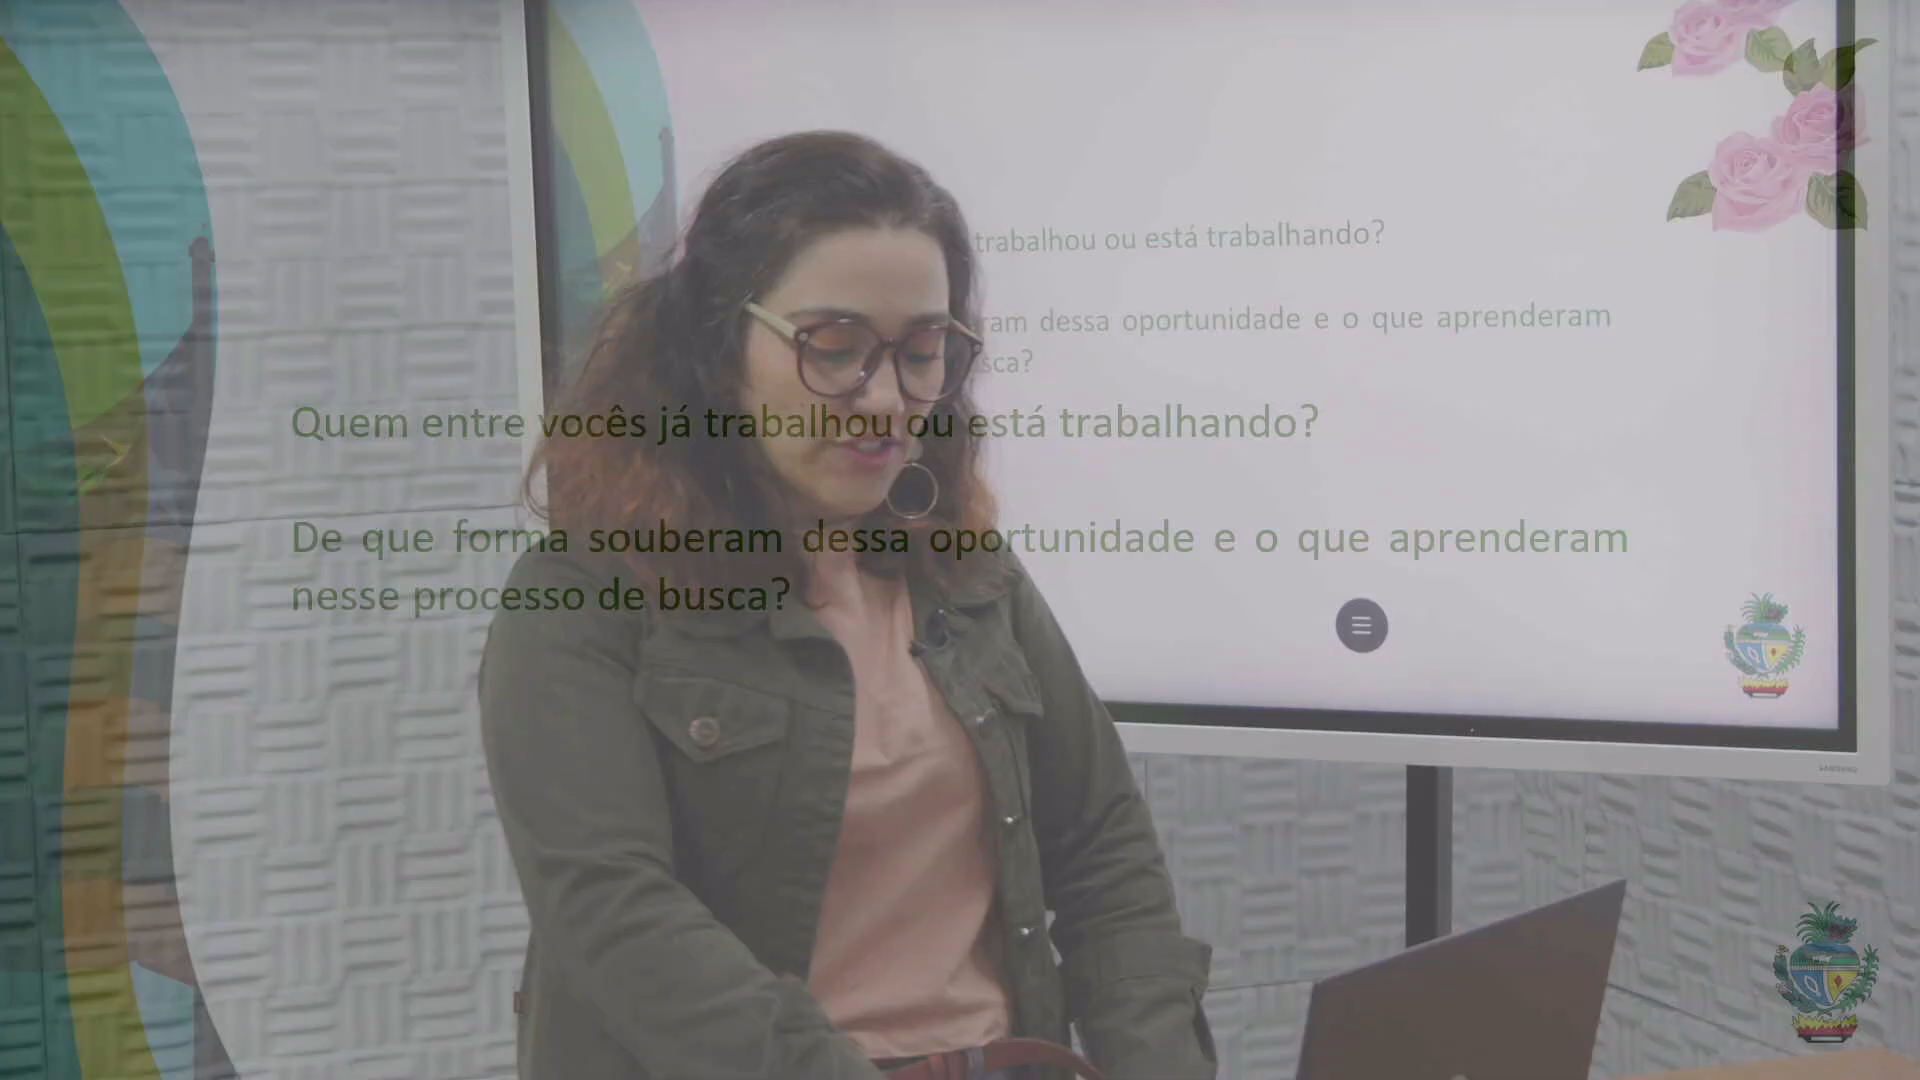 trabalhou ou está trabalhando?
ram dessa oportunidade e o que aprenderam
sca?
Quem entre vocês já trabalhou ou está trabalhando?
De que forma souberam dessa oportunidade e o que aprenderam
nesse processo de busca?
SAMSUNG